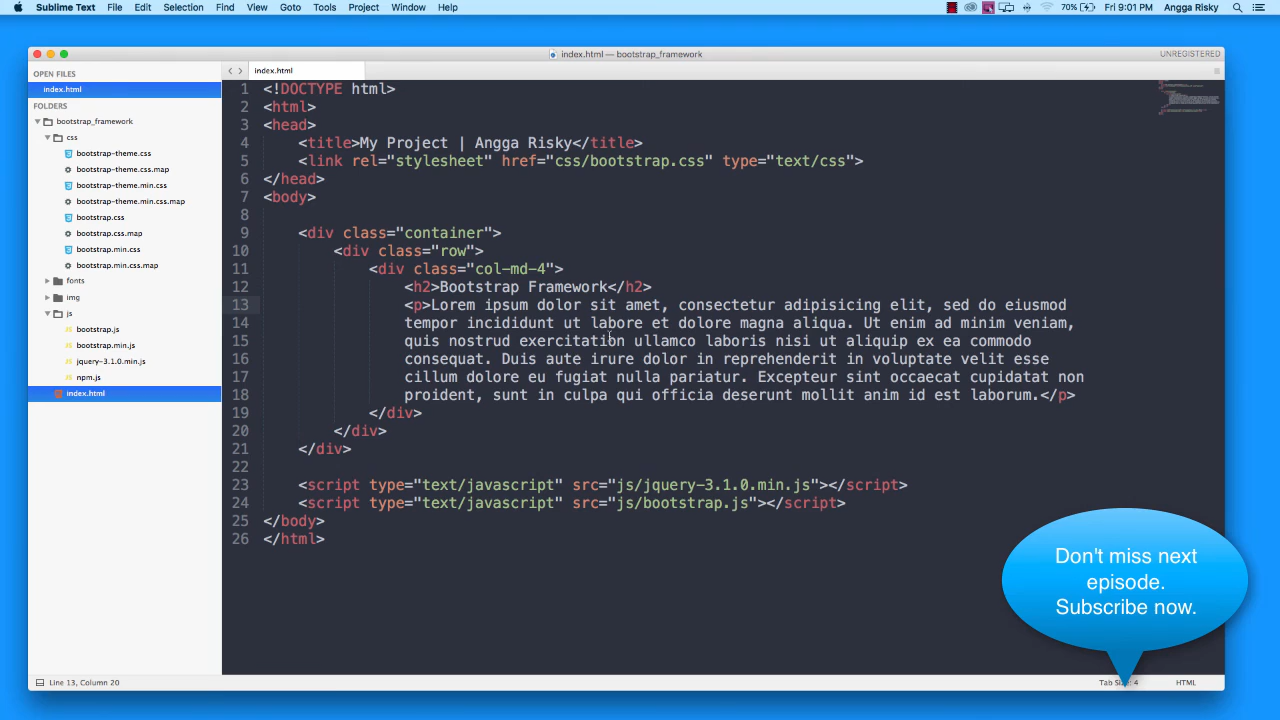 Sublime Text File Edit Selection Find View Goto Tools Project Window Help 70% Fri 9:01 PM Angga Risky
index.html — bootstrap_framework UNREGISTERED
OPEN FILES
index.html
FOLDERS
bootstrap_framework
css
bootstrap-theme.css
bootstrap-theme.css.map
bootstrap-theme.min.css
bootstrap-theme.min.css.map
bootstrap.css
bootstrap.css.map
bootstrap.min.css
bootstrap.min.css.map
fonts
img
js
bootstrap.js
bootstrap.min.js
jquery-3.1.0.min.js
npm.js
index.html
index.html
1 <!DOCTYPE html>
2 <html>
3 <head>
4 <title>My Project | Angga Risky</title>
5 <link rel="stylesheet" href="css/bootstrap.css" type="text/css">
6 </head>
7 <body>
8
9 <div class="container">
10 <div class="row">
11 <div class="col-md-4">
12 <h2>Bootstrap Framework</h2>
13 <p>Lorem ipsum dolor sit amet, consectetur adipisicing elit, sed do eiusmod
14 tempor incididunt ut labore et dolore magna aliqua. Ut enim ad minim veniam,
15 quis nostrud exercitation ullamco laboris nisi ut aliquip ex ea commodo
16 consequat. Duis aute irure dolor in reprehenderit in voluptate velit esse
17 cillum dolore eu fugiat nulla pariatur. Excepteur sint occaecat cupidatat non
18 proident, sunt in culpa qui officia deserunt mollit anim id est laborum.</p>
19 </div>
20 </div>
21 </div>
22
23 <script type="text/javascript" src="js/jquery-3.1.0.min.js"></script>
24 <script type="text/javascript" src="js/bootstrap.js"></script>
25 </body>
26 </html>
Don't miss next
episode.
Subscribe now.
Line 13, Column 20 Tab Size: 4 HTML